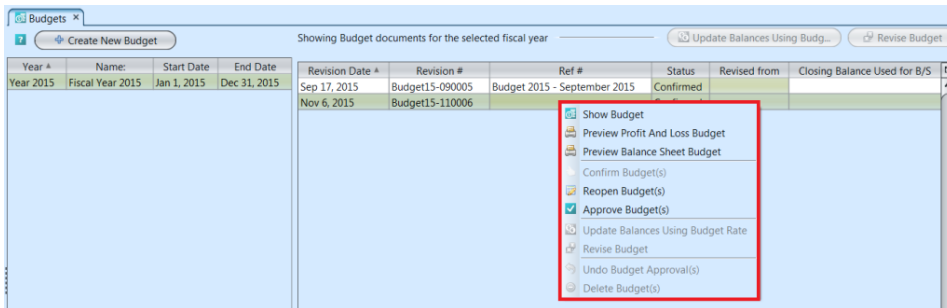 Budgets ×
? Create New Budget Showing Budget documents for the selected fiscal year Update Balances Using Budg... Revise Budget
Year Name: Start Date End Date
Year 2015 Fiscal Year 2015 Jan 1, 2015 Dec 31, 2015
Revision Date Revision # Ref # Status Revised from Closing Balance Used for B/S
Sep 17, 2015 Budget15-090005 Budget 2015 - September 2015 Confirmed
Nov 6, 2015 Budget15-110006
Show Budget
Preview Profit And Loss Budget
Preview Balance Sheet Budget
Confirm Budget(s)
Reopen Budget(s)
Approve Budget(s)
Update Balances Using Budget Rate
Revise Budget
Undo Budget Approval(s)
Delete Budget(s)